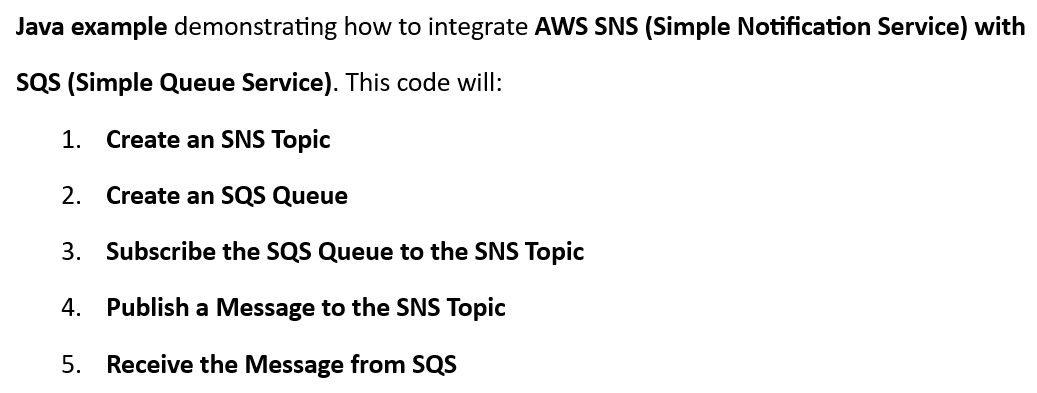 Java example demonstrating how to integrate AWS SNS (Simple Notification Service) with
SQS (Simple Queue Service). This code will:
1. Create an SNS Topic
2. Create an SQS Queue
3. Subscribe the SQS Queue to the SNS Topic
4. Publish a Message to the SNS Topic
5. Receive the Message from SQS